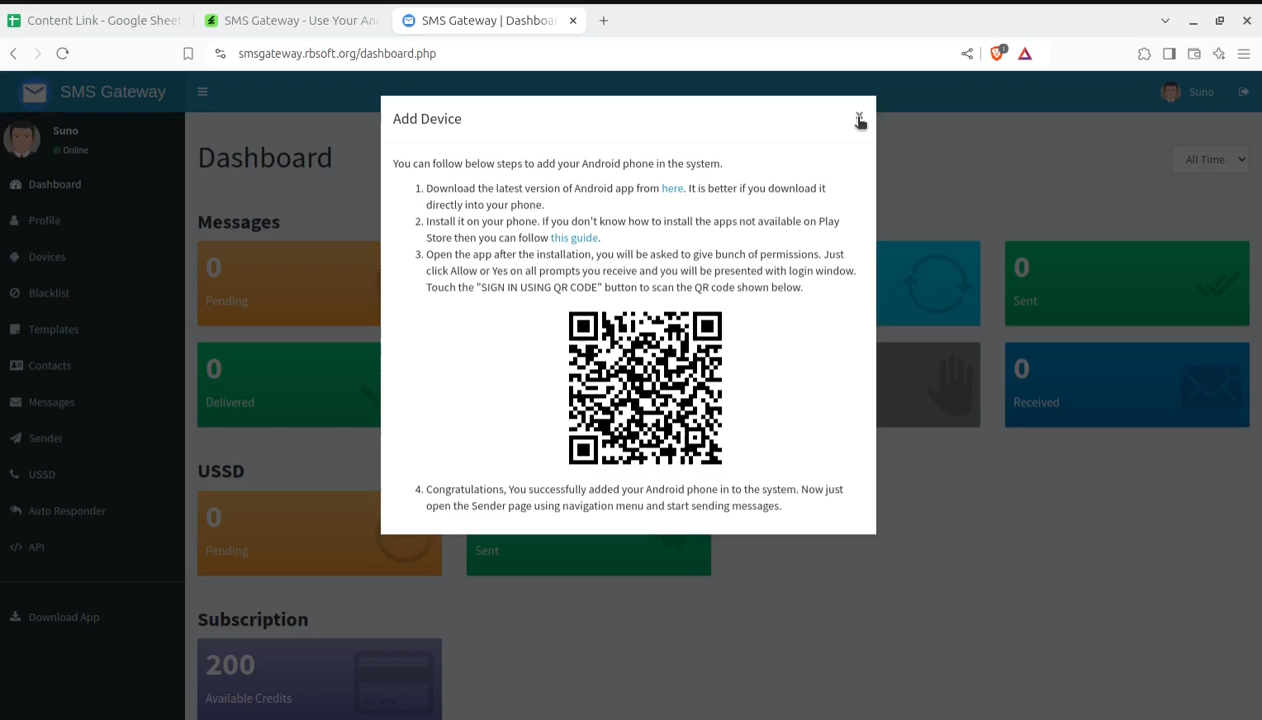 Content Link - Google Sheet
SMS Gateway - Use Your An
SMS Gateway | Dashboa
smsgateway.rbsoft.org/dashboard.php
SMS Gateway
Suno
Suno
Online
Dashboard
Profile
Devices
Blacklist
Templates
Contacts
Messages
Sender
USSD
Auto Responder
API
Download App
Dashboard
All Time
Messages
0
Pending
0
Sent
0
Delivered
0
Received
USSD
0
Pending
Sent
Subscription
200
Available Credits
Add Device
You can follow below steps to add your Android phone in the system.
1. Download the latest version of Android app from here. It is better if you download it
directly into your phone.
2. Install it on your phone. If you don't know how to install the apps not available on Play
Store then you can follow this guide.
3. Open the app after the installation, you will be asked to give bunch of permissions. Just
click Allow or Yes on all prompts you receive and you will be presented with login window.
Touch the "SIGN IN USING QR CODE" button to scan the QR code shown below.
4. Congratulations, You successfully added your Android phone in to the system. Now just
open the Sender page using navigation menu and start sending messages.